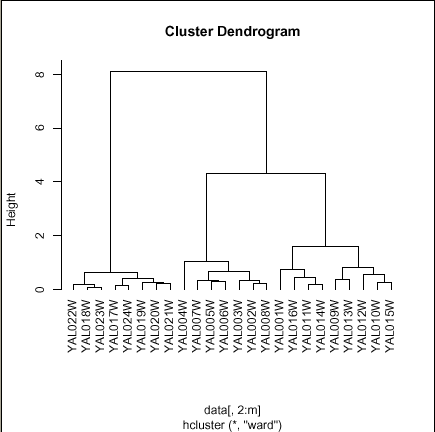 Cluster Dendrogram
Height
8
6
4
2
0
YAL022W
YAL018W
YAL023W
YAL017W
YAL024W
YAL019W
YAL020W
YAL021W
YAL004W
YAL007W
YAL005W
YAL006W
YAL003W
YAL002W
YAL008W
YAL001W
YAL016W
YAL011W
YAL014W
YAL009W
YAL013W
YAL012W
YAL010W
YAL015W
data[, 2:m]
hcluster (*, "ward")